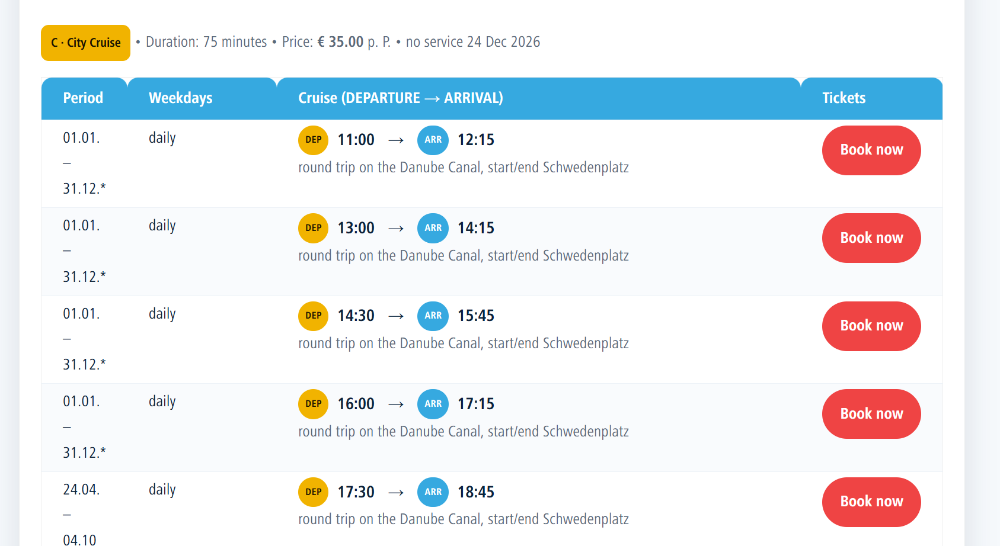 C · City Cruise • Duration: 75 minutes • Price: € 35.00 p. P. • no service 24 Dec 2026
Period Weekdays Cruise (DEPARTURE → ARRIVAL) Tickets
01.01. daily DEP 11:00 → ARR 12:15 Book now
– round trip on the Danube Canal, start/end Schwedenplatz
31.12.*
01.01. daily DEP 13:00 → ARR 14:15 Book now
– round trip on the Danube Canal, start/end Schwedenplatz
31.12.*
01.01. daily DEP 14:30 → ARR 15:45 Book now
– round trip on the Danube Canal, start/end Schwedenplatz
31.12.*
01.01. daily DEP 16:00 → ARR 17:15 Book now
– round trip on the Danube Canal, start/end Schwedenplatz
31.12.*
24.04. daily DEP 17:30 → ARR 18:45 Book now
– round trip on the Danube Canal, start/end Schwedenplatz
04.10